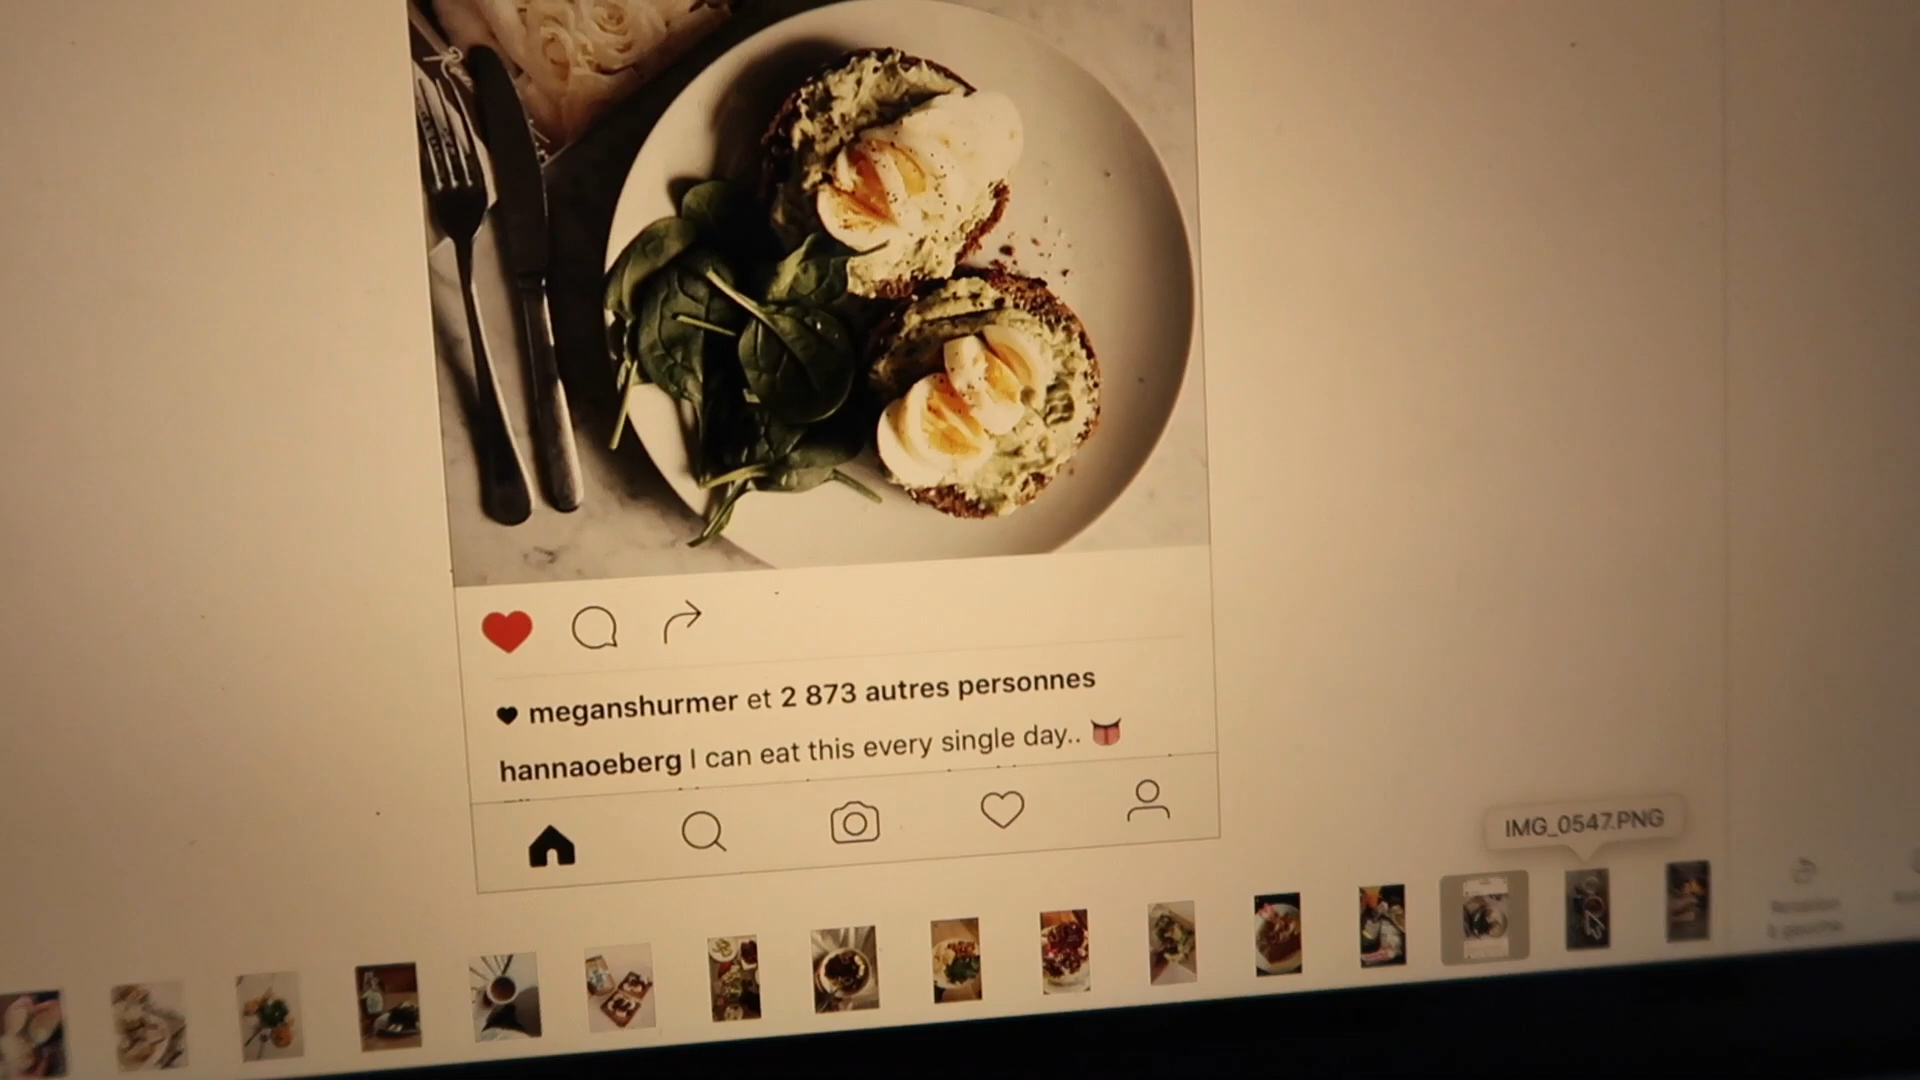 meganshurmer et 2 873 autres personnes
hannaoeberg I can eat this every single day..
IMG_0547.PNG